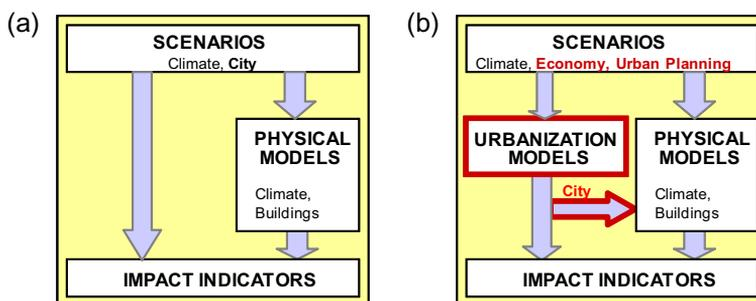 (a)
SCENARIOS
Climate, City
PHYSICAL
MODELS
Climate,
Buildings
IMPACT INDICATORS
(b)
SCENARIOS
Climate, Economy, Urban Planning
URBANIZATION
MODELS
PHYSICAL
MODELS
City
Climate,
Buildings
IMPACT INDICATORS